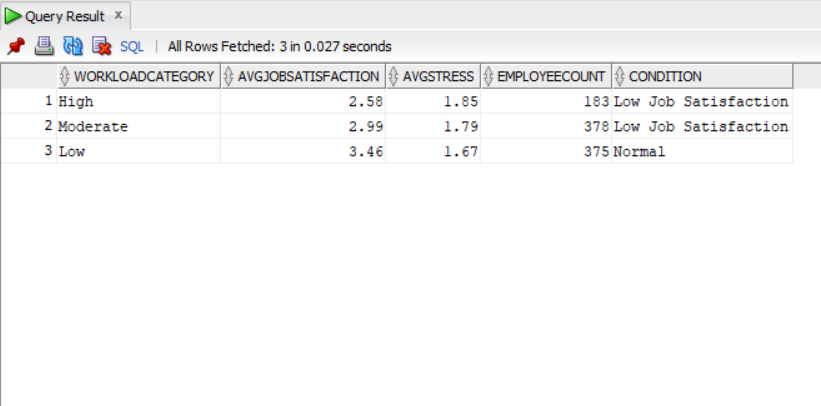 Query Result x
SQL | All Rows Fetched: 3 in 0.027 seconds
WORKLOADCATEGORY AVGJOBSATISFACTION AVGSTRESS EMPLOYEECOUNT CONDITION
1 High 2.58 1.85 183 Low Job Satisfaction
2 Moderate 2.99 1.79 378 Low Job Satisfaction
3 Low 3.46 1.67 375 Normal